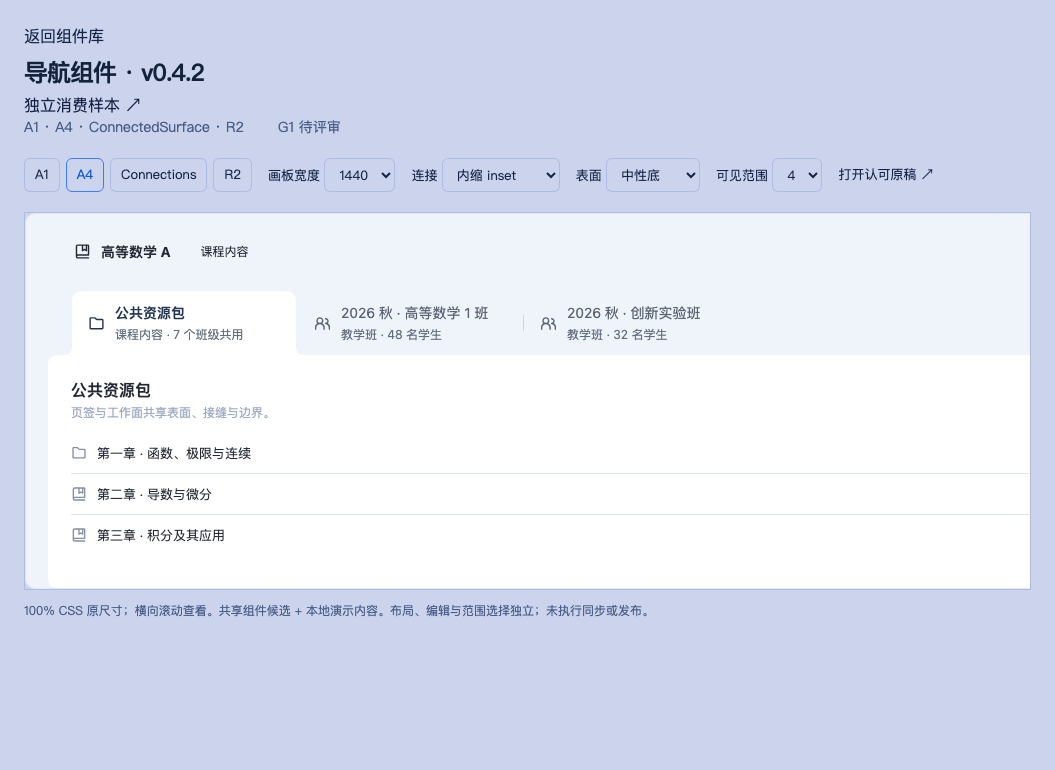 返回组件库
导航组件 · v0.4.2
独立消费样本 ↗
A1 · A4 · ConnectedSurface · R2 G1 待评审
A1 A4 Connections R2 画板宽度 1440 连接 内缩 inset 表面 中性底 可见范围 4 打开认可原稿 ↗
高等数学 A 课程内容
公共资源包 2026 秋 · 高等数学 1 班 2026 秋 · 创新实验班
课程内容 · 7 个班级共用 教学班 · 48 名学生 教学班 · 32 名学生
公共资源包
页签与工作面共享表面、接缝与边界。
第一章 · 函数、极限与连续
第二章 · 导数与微分
第三章 · 积分及其应用
100% CSS 原尺寸；横向滚动查看。共享组件候选 + 本地演示内容。布局、编辑与范围选择独立；未执行同步或发布。